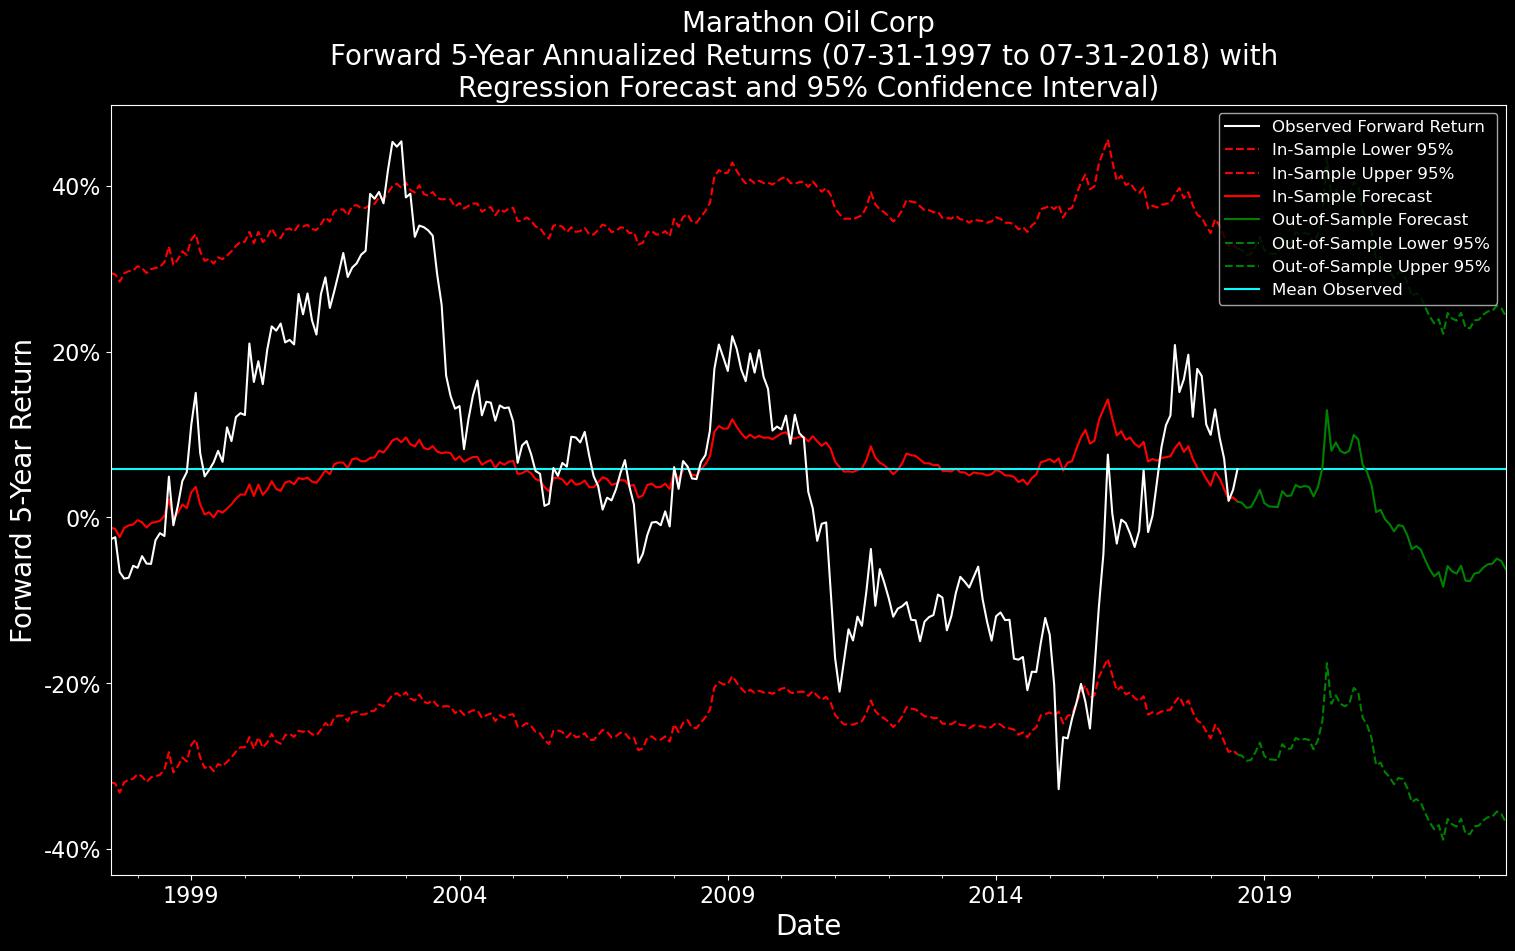 Marathon Oil Corp
Forward 5-Year Annualized Returns (07-31-1997 to 07-31-2018) with
Regression Forecast and 95% Confidence Interval)
Observed Forward Return
In-Sample Lower 95%
In-Sample Upper 95%
In-Sample Forecast
Out-of-Sample Forecast
Out-of-Sample Lower 95%
Out-of-Sample Upper 95%
Mean Observed
Forward 5-Year Return
40%
20%
0%
-20%
-40%
1999
2004
2009
2014
2019
Date